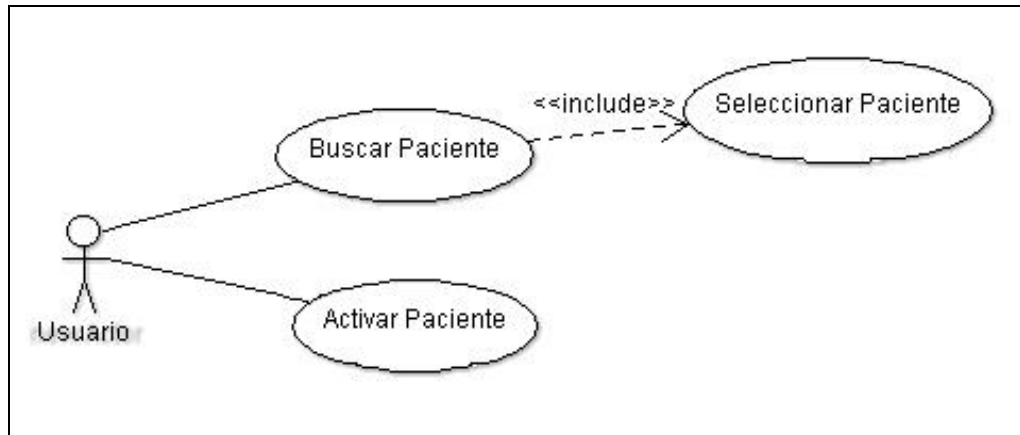 <<include>>
Seleccionar Paciente
Buscar Paciente
Activar Paciente
Usuario